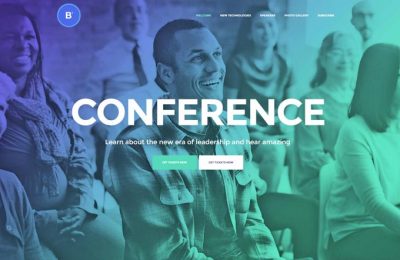 B
WELCOME NEW TECHNOLOGIES SPEAKERS PHOTO GALLERY SUBSCRIBE
CONFERENCE
Learn about the new era of leadership and hear amazing
GET TICKETS NOW GET TICKETS NOW